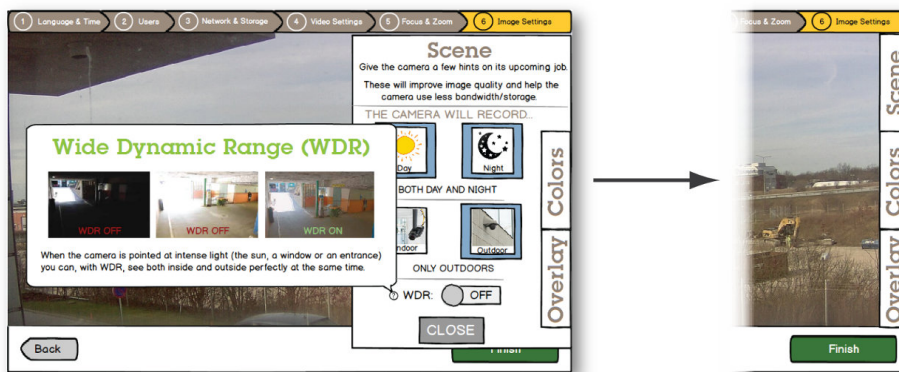 1 Language & Time 2 Users 3 Network & Storage 4 Video Settings 5 Focus & Zoom 6 Image Settings
Scene
Give the camera a few hints on its upcoming job.
These will improve image quality and help the
camera use less bandwidth/storage.
THE CAMERA WILL RECORD...
Day Night
BOTH DAY AND NIGHT
Outdoor
ONLY OUTDOORS
? WDR: OFF
CLOSE
Colors
Overlay
Wide Dynamic Range (WDR)
WDR OFF WDR OFF WDR ON
When the camera is pointed at intense light (the sun, a window or an entrance)
you can, with WDR, see both inside and outside perfectly at the same time.
Back
& Zoom 6 Image Settings
Scene
Colors
Overlay
Finish